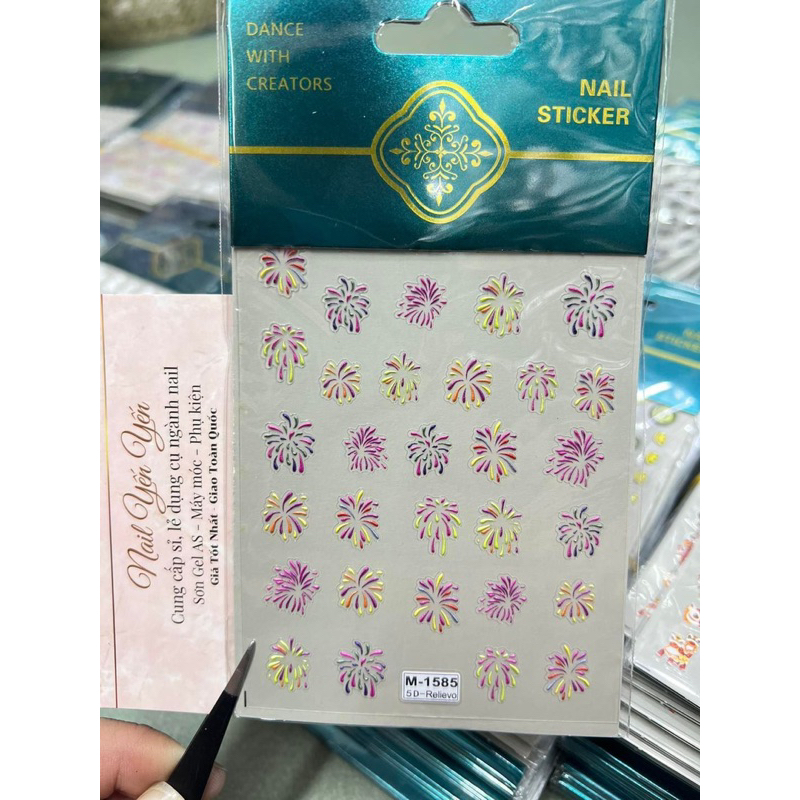 DANCE
WITH
CREATORS
NAIL
STICKER
Nail Yến Yến
Cung cấp sỉ, lẻ dụng cụ ngành nail
Sơn Gel AS - Máy móc - Phụ kiện
Giá Tốt Nhất - Giao Toàn Quốc
M-1585
5D-Relievo
STICKER